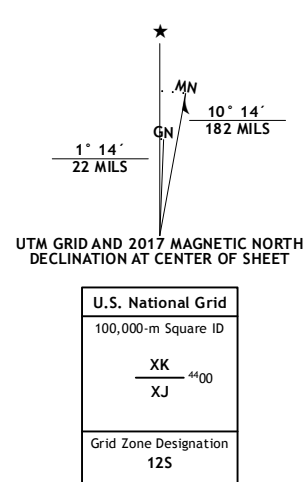 ★
MN
GN
10° 14´
182 MILS
1° 14´
22 MILS
UTM GRID AND 2017 MAGNETIC NORTH
DECLINATION AT CENTER OF SHEET
U.S. National Grid
100,000-m Square ID
XK
⁴⁴00
XJ
Grid Zone Designation
12S